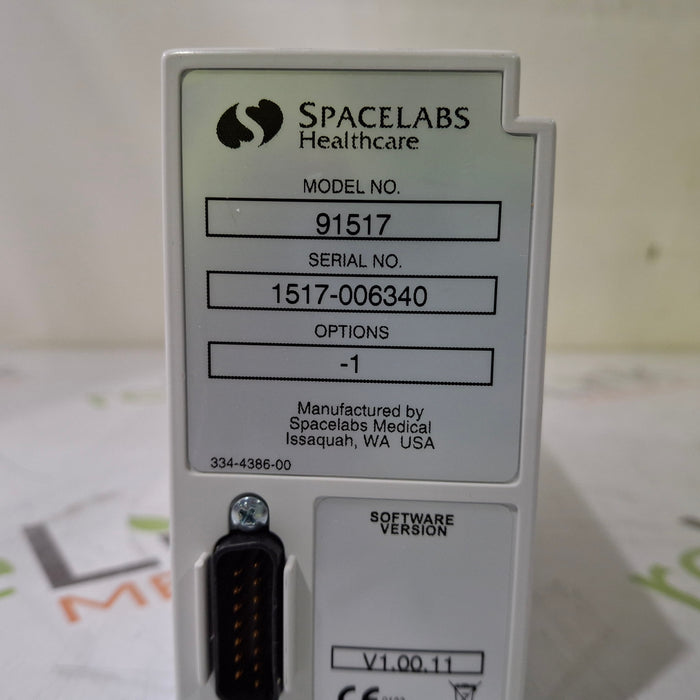 SPACELABS
Healthcare
MODEL NO.
91517
SERIAL NO.
1517-006340
OPTIONS
-1
Manufactured by
Spacelabs Medical
Issaquah, WA USA
334-4386-00
SOFTWARE
VERSION
V1.00.11
CE